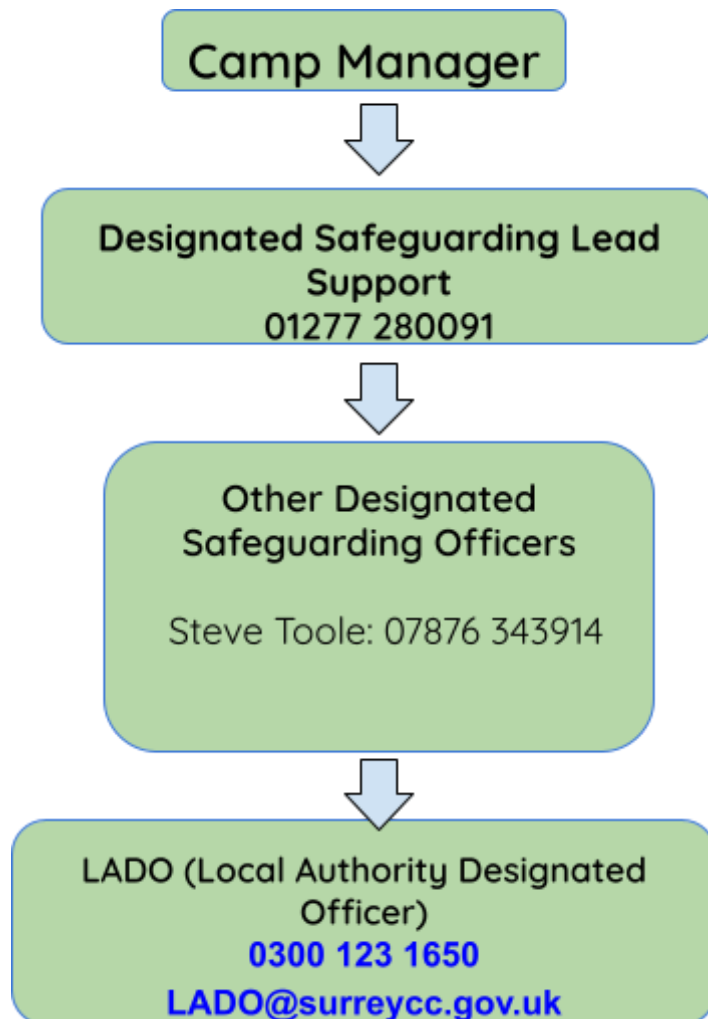 Camp Manager
Designated Safeguarding Lead
Support
01277 280091
Other Designated
Safeguarding Officers
Steve Toole: 07876 343914
LADO (Local Authority Designated
Officer)
0300 123 1650
LADO@surreycc.gov.uk